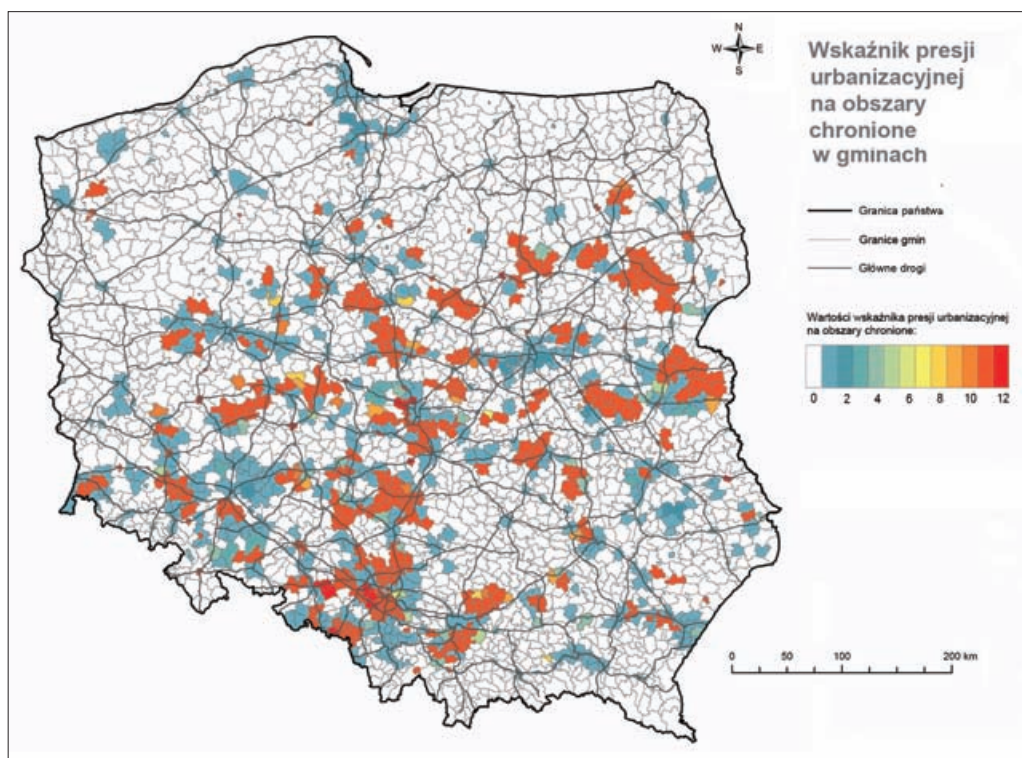 N
W E
S
Wskaźnik presji
urbanizacyjnej
na obszary
chronione
w gminach
Granica państwa
Granice gmin
Główne drogi
Wartości wskaźnika presji urbanizacyjnej
na obszary chronione:
0 2 4 6 8 10 12
0 50 100 200 km